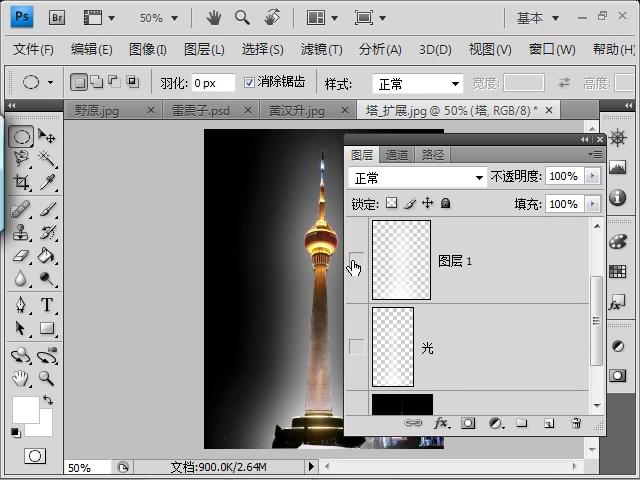 Ps Br 50% 基本
文件(F) 编辑(E) 图像(I) 图层(L) 选择(S) 滤镜(T) 分析(A) 3D(D) 视图(V) 窗口(W) 帮助(H)
羽化: 0 px 消除锯齿 样式: 正常 宽度: 高度:
野原.jpg 雷震子.psd 黄汉升.jpg 塔_扩展.jpg @ 50% (塔, RGB/8) *
图层 通道 路径
正常 不透明度: 100%
锁定: 填充: 100%
图层 1
光
50% 文档:900.0K/2.64M